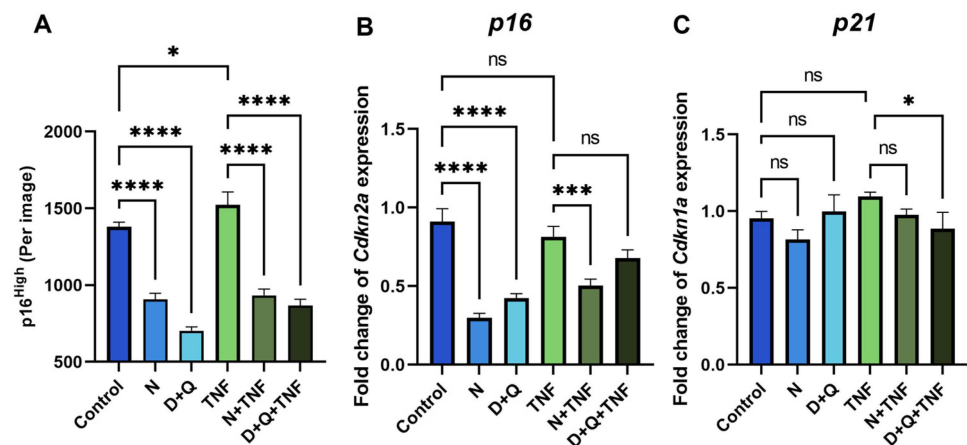 A
p16^High (Per image)
2000
1500
1000
500
*
****
****
****
****
Control
N
D+Q
TNF
N+TNF
D+Q+TNF
B
p16
Fold change of Cdkn2a expression
1.5
1.0
0.5
0.0
ns
****
****
ns
***
Control
N
D+Q
TNF
N+TNF
D+Q+TNF
C
p21
Fold change of Cdkn1a expression
1.5
1.0
0.5
0.0
ns
*
ns
ns
ns
Control
N
D+Q
TNF
N+TNF
D+Q+TNF